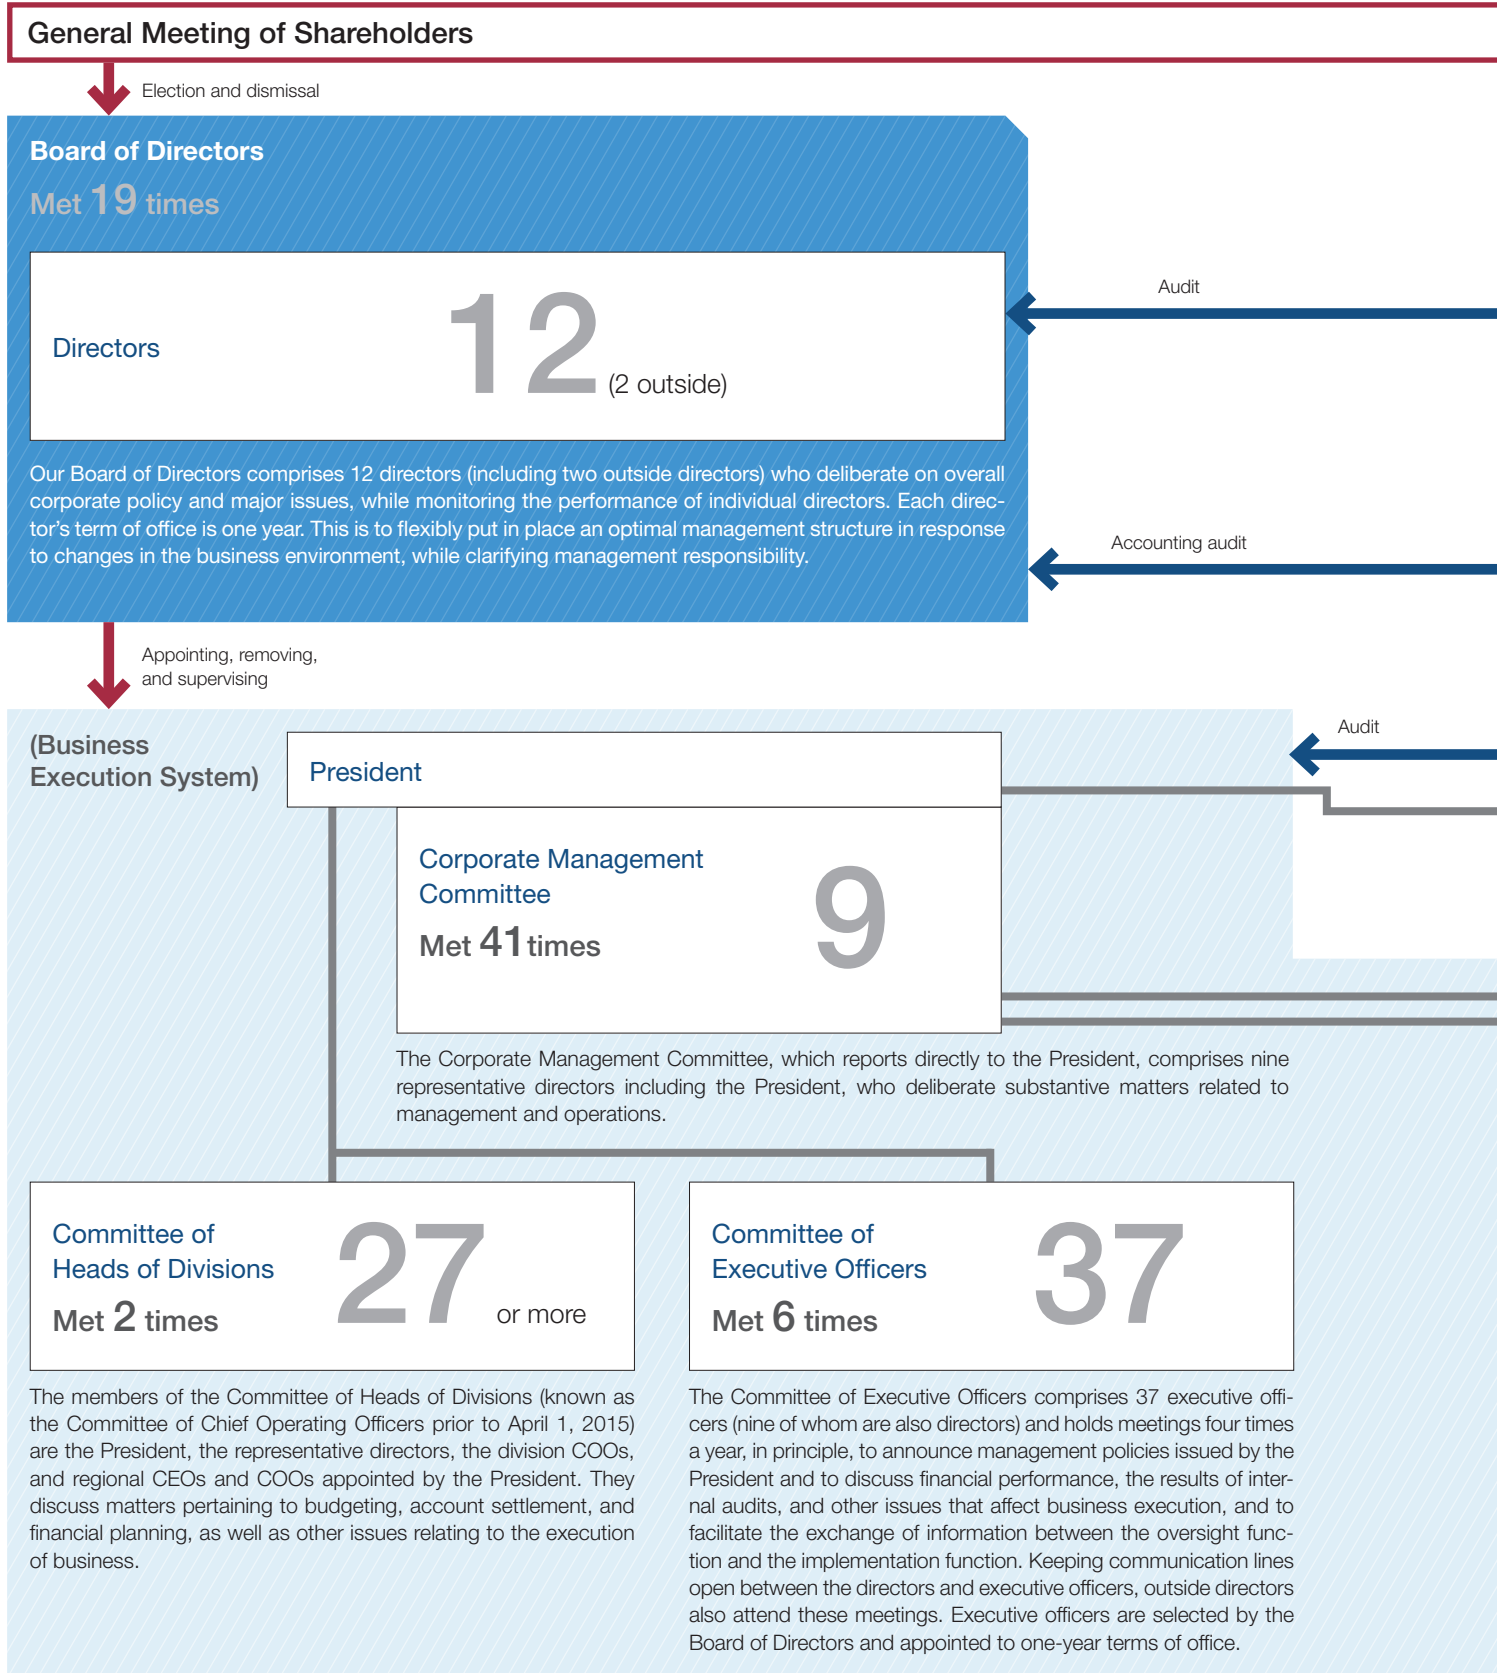 General Meeting of Shareholders
Election and dismissal
Board of Directors
Met 19 times
Directors
12 (2 outside)
Audit
Our Board of Directors comprises 12 directors (including two outside directors) who deliberate on overall
corporate policy and major issues, while monitoring the performance of individual directors. Each direc-
tor's term of office is one year. This is to flexibly put in place an optimal management structure in response
to changes in the business environment, while clarifying management responsibility.
Accounting audit
Appointing, removing,
and supervising
(Business
Execution System)
President
Audit
Corporate Management
Committee
Met 41 times
9
The Corporate Management Committee, which reports directly to the President, comprises nine
representative directors including the President, who deliberate substantive matters related to
management and operations.
Committee of
Heads of Divisions
Met 2 times
27 or more
The members of the Committee of Heads of Divisions (known as
the Committee of Chief Operating Officers prior to April 1, 2015)
are the President, the representative directors, the division COOs,
and regional CEOs and COOs appointed by the President. They
discuss matters pertaining to budgeting, account settlement, and
financial planning, as well as other issues relating to the execution
of business.
Committee of
Executive Officers
Met 6 times
37
The Committee of Executive Officers comprises 37 executive offi-
cers (nine of whom are also directors) and holds meetings four times
a year, in principle, to announce management policies issued by the
President and to discuss financial performance, the results of inter-
nal audits, and other issues that affect business execution, and to
facilitate the exchange of information between the oversight func-
tion and the implementation function. Keeping communication lines
open between the directors and executive officers, outside directors
also attend these meetings. Executive officers are selected by the
Board of Directors and appointed to one-year terms of office.